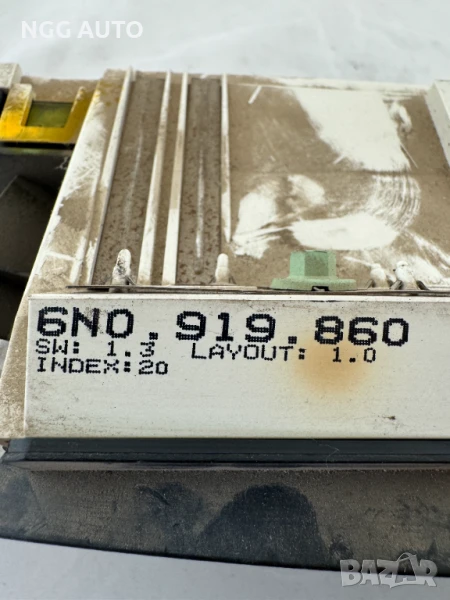 NGG AUTO
6N0.919.860
SW: 1.3 LAYOUT: 1.0
INDEX:20
BAZAR